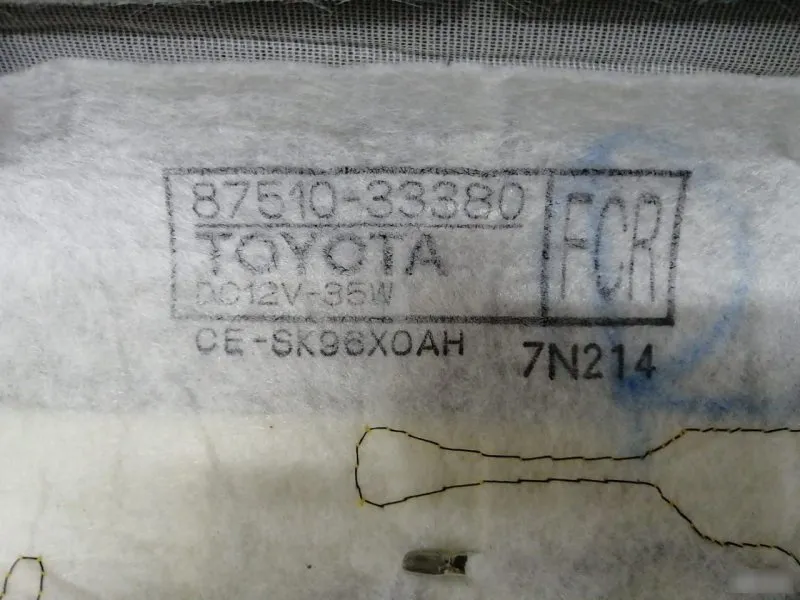 87510-33380
TOYOTA
DC12V-35W
FCR
CE-SK96X0AH
7N214